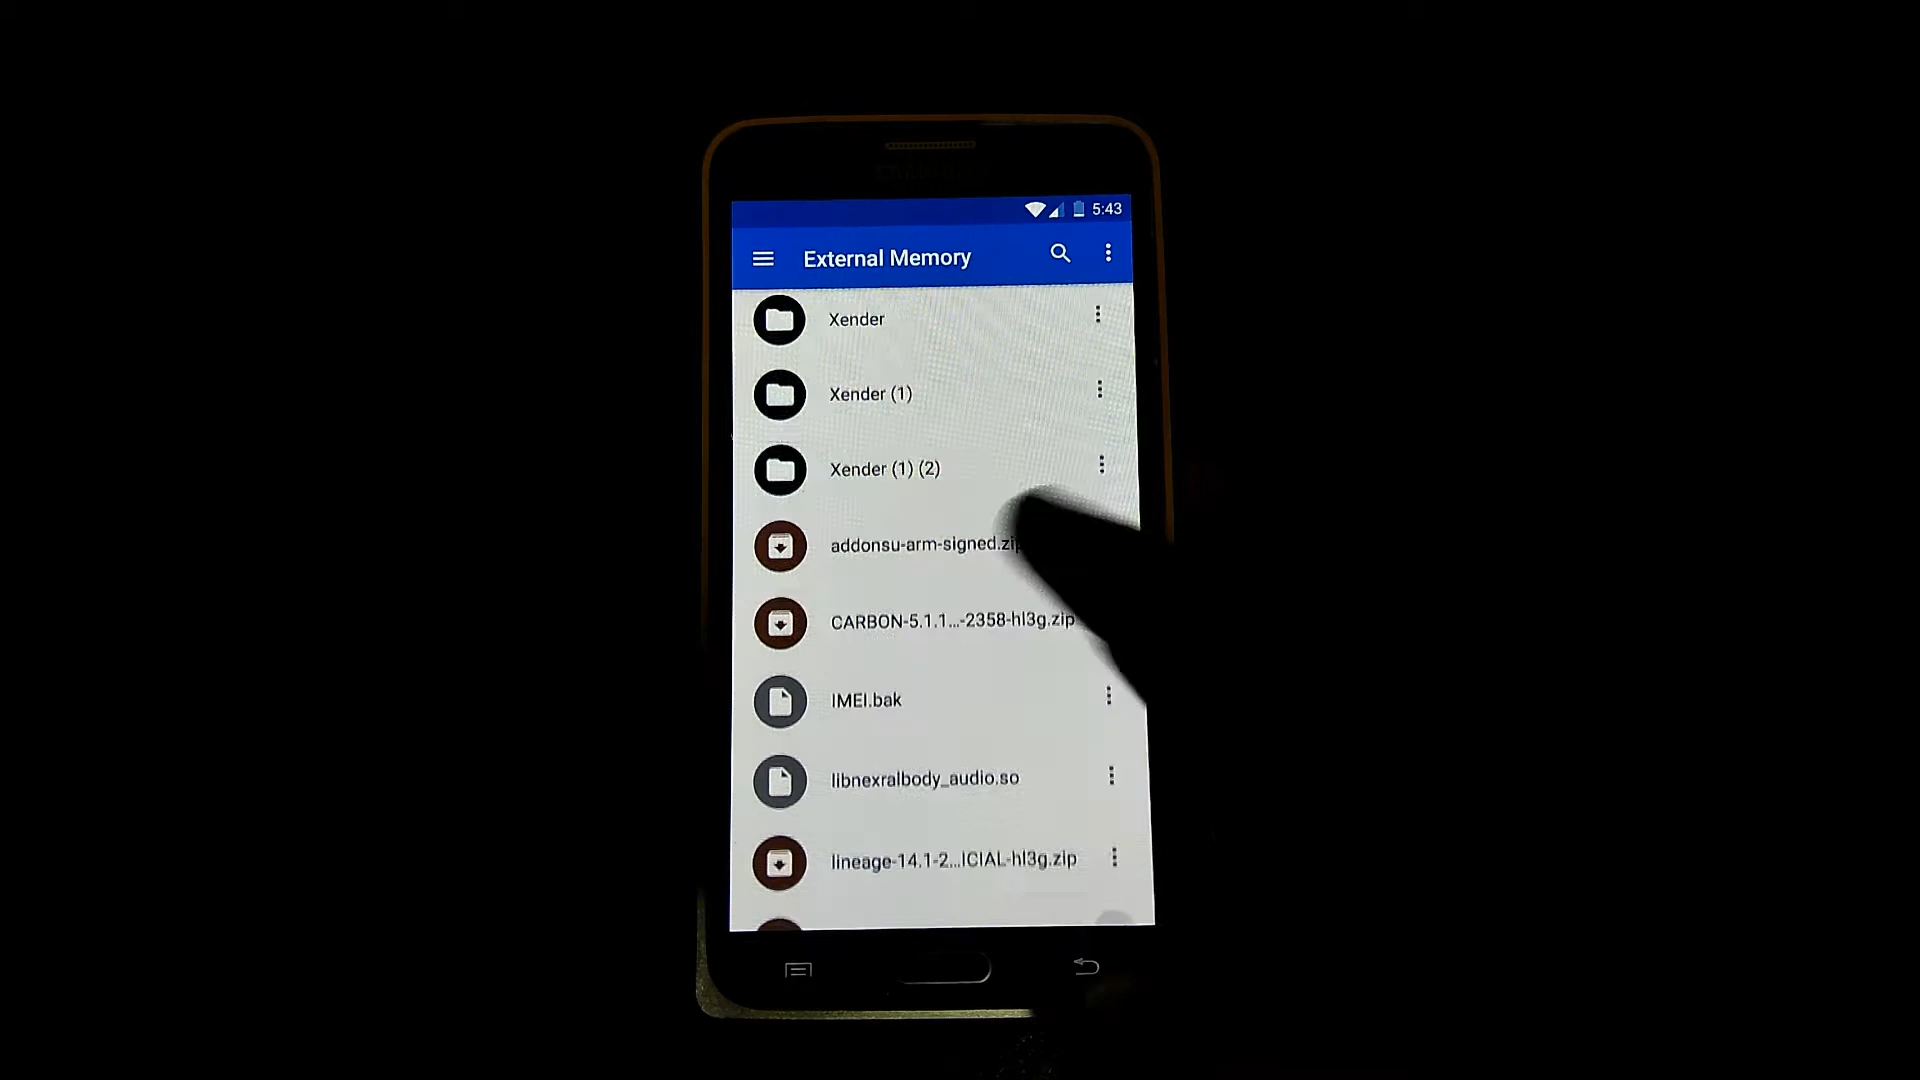 5:43
External Memory
Xender
Xender (1)
Xender (1) (2)
addonsu-arm-signed.zip
CARBON-5.1.1...-2358-hl3g.zip
IMEI.bak
libnexralbody_audio.so
lineage-14.1-2...ICIAL-hl3g.zip